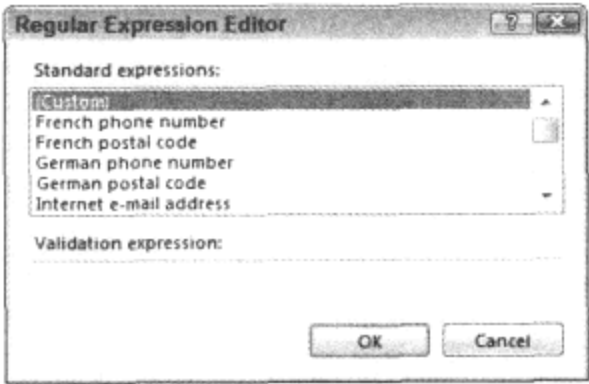 Regular Expression Editor
Standard expressions:
(Custom)
French phone number
French postal code
German phone number
German postal code
Internet e-mail address
Validation expression:
OK Cancel